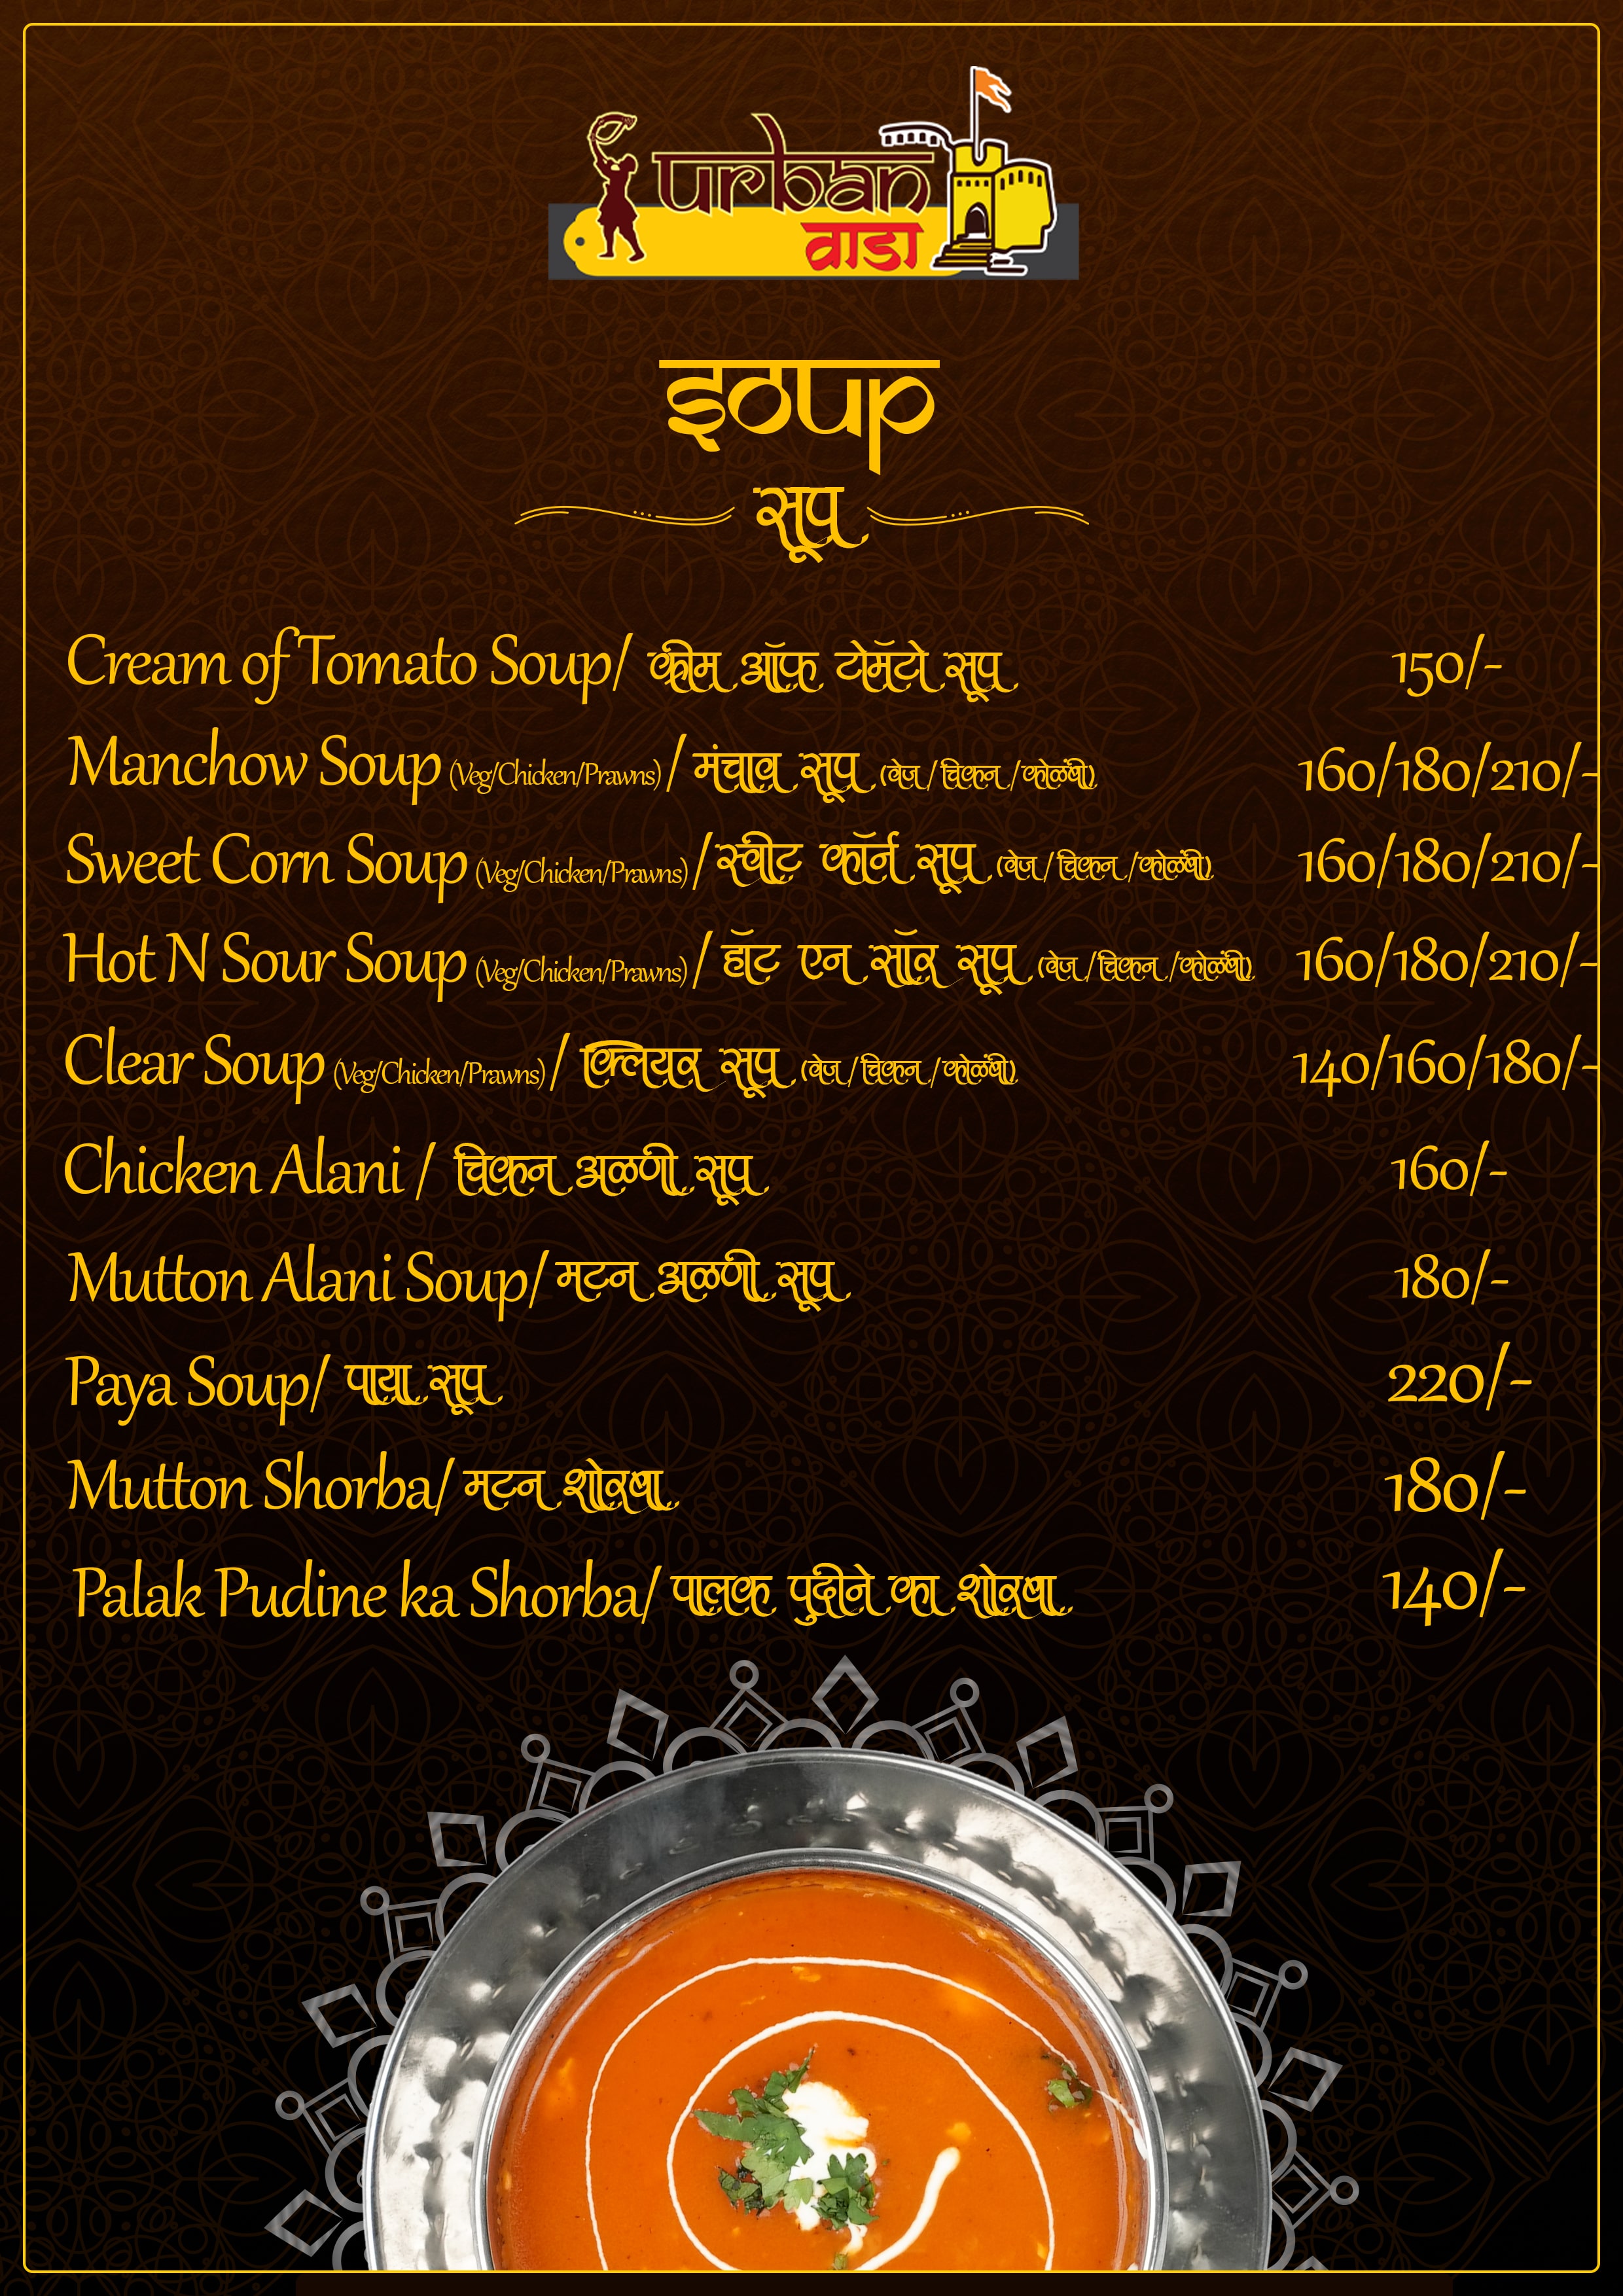 urban
वाडा
soup
सूप
Cream of Tomato Soup/ क्रीम ऑफ टोमॅटो सूप 150/-
Manchow Soup (Veg/Chicken/Prawns) / मंचाव सूप (वेज / चिकन / कोळंबी) 160/180/210/-
Sweet Corn Soup (Veg/Chicken/Prawns) / स्वीट कॉर्न सूप (वेज / चिकन / कोळंबी) 160/180/210/-
Hot N Sour Soup (Veg/Chicken/Prawns) / हॉट एन सॉर सूप (वेज / चिकन / कोळंबी) 160/180/210/-
Clear Soup (Veg/Chicken/Prawns) / क्लियर सूप (वेज / चिकन / कोळंबी) 140/160/180/-
Chicken Alani / चिकन अळणी सूप 160/-
Mutton Alani Soup/ मटन अळणी सूप 180/-
Paya Soup/ पाया सूप 220/-
Mutton Shorba/ मटन शोरबा 180/-
Palak Pudine ka Shorba/ पालक पुदीने का शोरबा 140/-